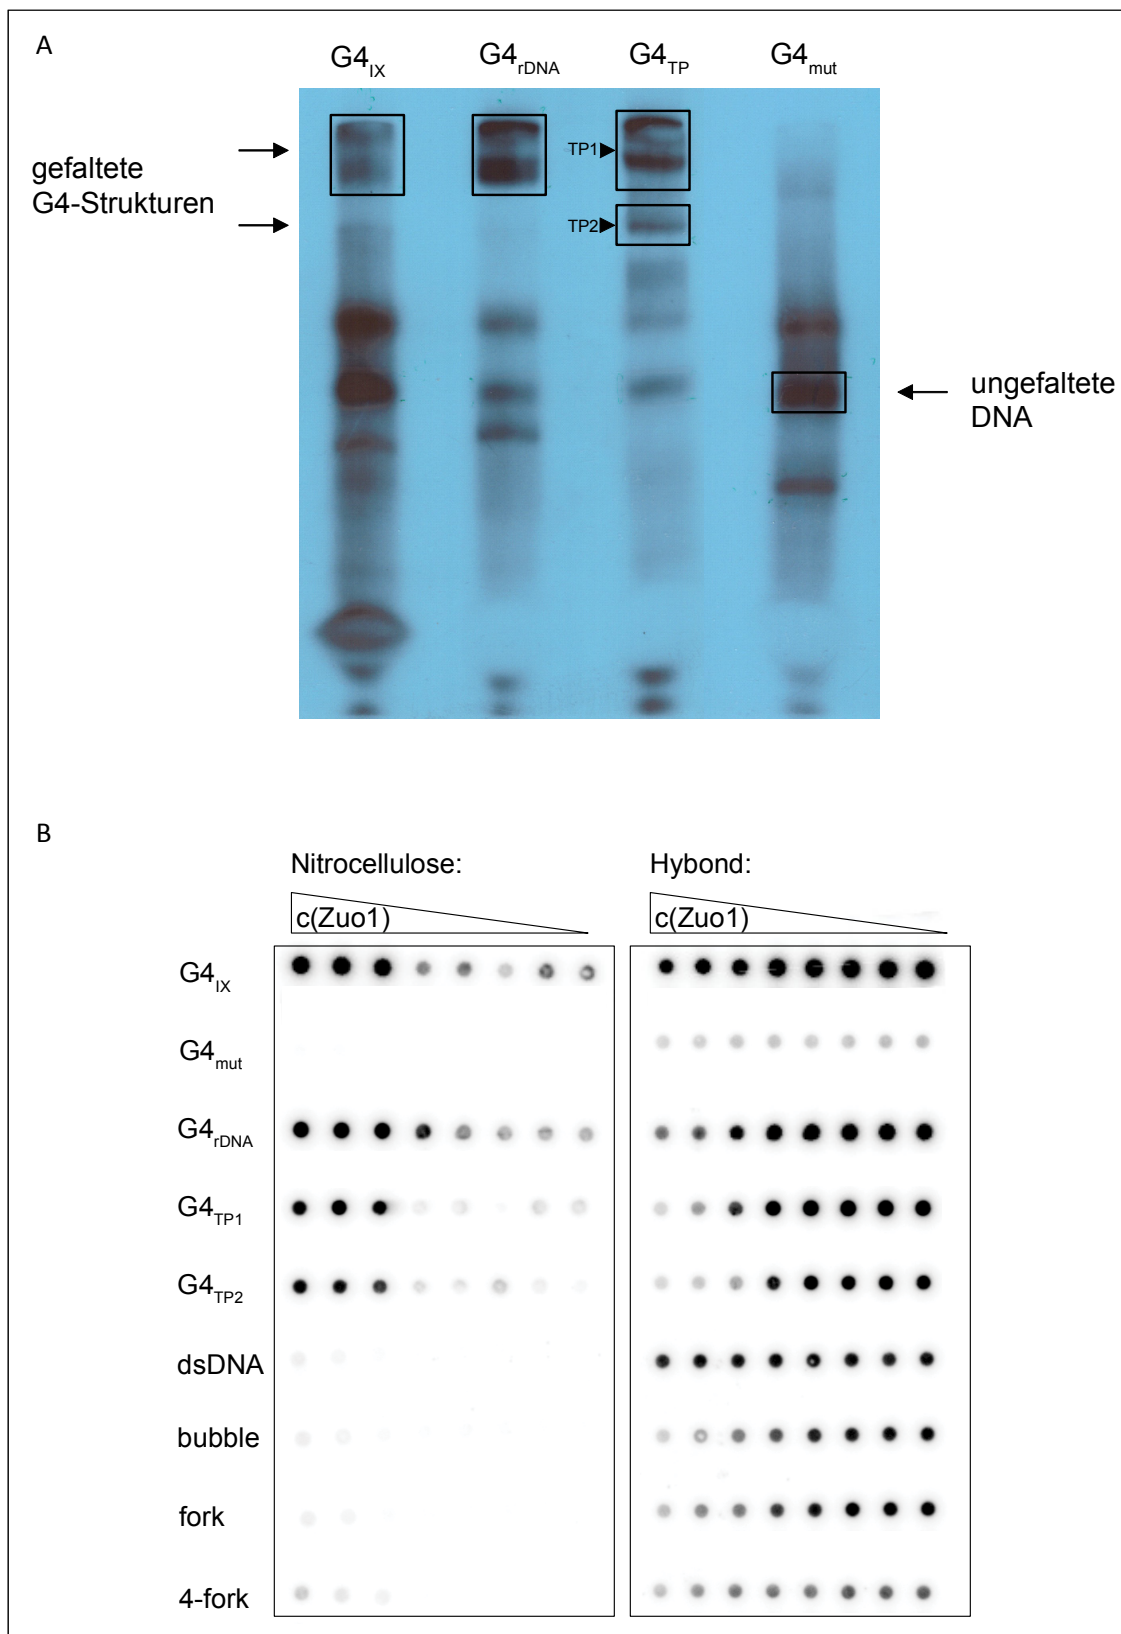 A
G4IX G4rDNA G4TP G4mut
TP1
gefaltete
G4-Strukturen
TP2
ungefaltete
DNA
B
Nitrocellulose: Hybond:
c(Zuo1) c(Zuo1)
G4IX
G4mut
G4rDNA
G4TP1
G4TP2
dsDNA
bubble
fork
4-fork